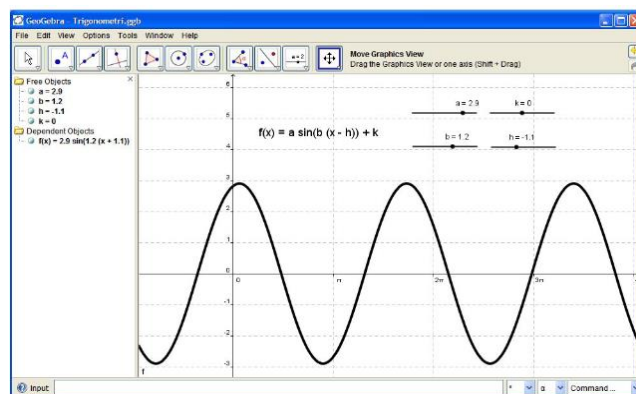 GeoGebra - Trigonometri.ggb
File Edit View Options Tools Window Help
A
a=2
Move Graphics View
Drag the Graphics View or one axis (Shift + Drag)
Free Objects
a = 2.9
b = 1.2
h = -1.1
k = 0
Dependent Objects
f(x) = 2.9 sin(1.2 (x + 1.1))
a = 2.9
k = 0
b = 1.2
h = -1.1
f(x) = a sin(b (x - h)) + k
6
5
4
3
2
1
0
-1
-2
-3
0
π
2π
3π
f
Input:
α
Command ...